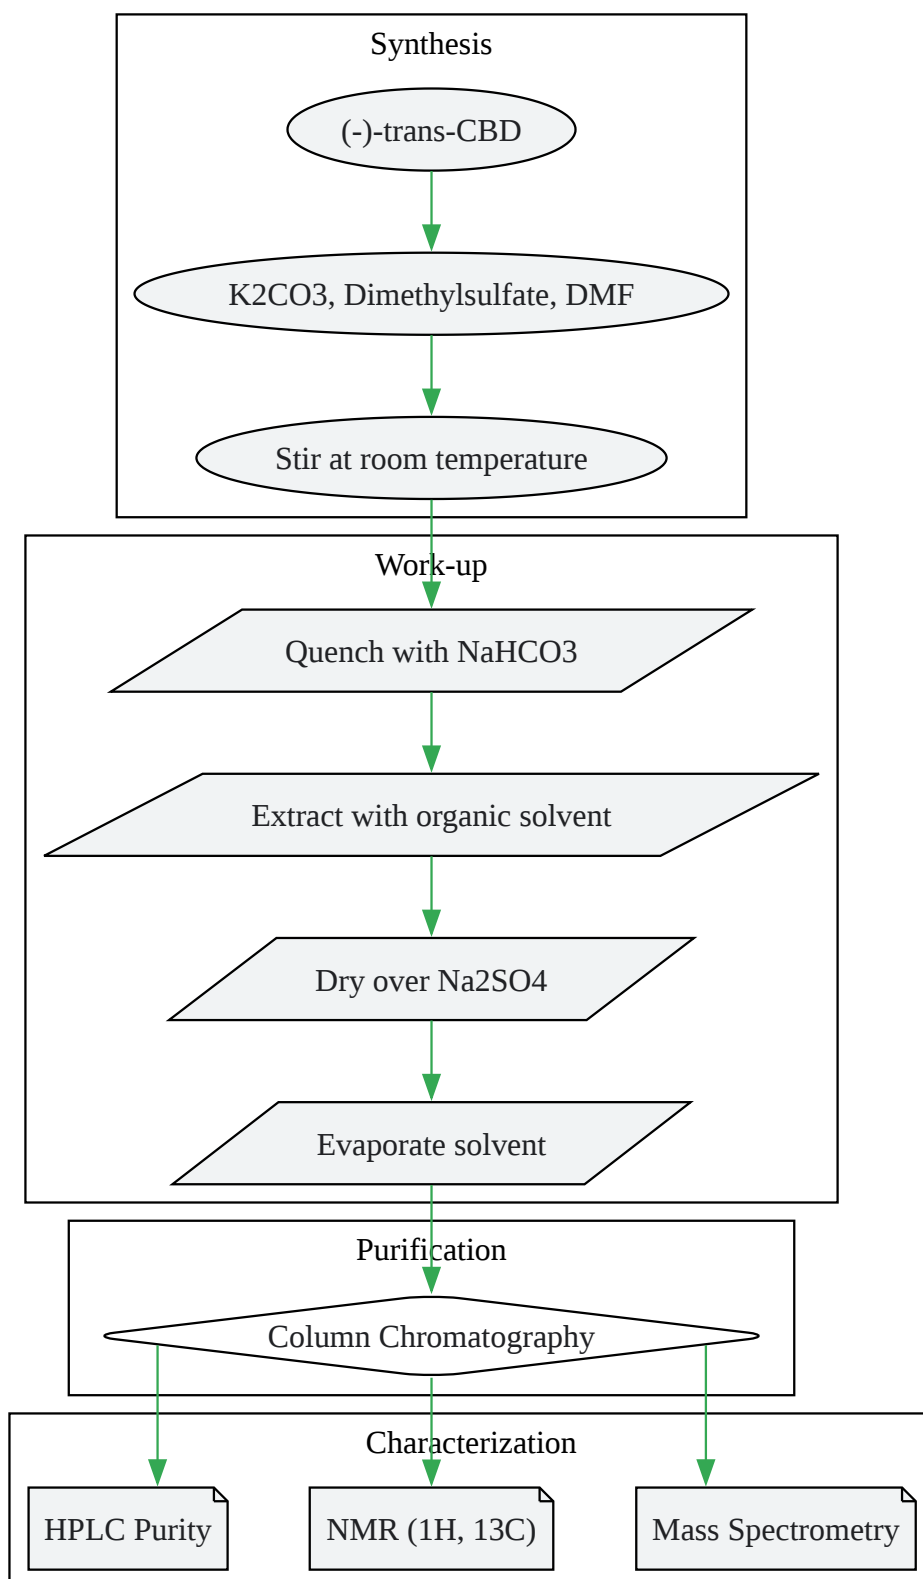 Synthesis
(-)-trans-CBD
K2CO3, Dimethylsulfate, DMF
Stir at room temperature
Work-up
Quench with NaHCO3
Extract with organic solvent
Dry over Na2SO4
Evaporate solvent
Purification
Column Chromatography
Characterization
HPLC Purity
NMR (1H, 13C)
Mass Spectrometry